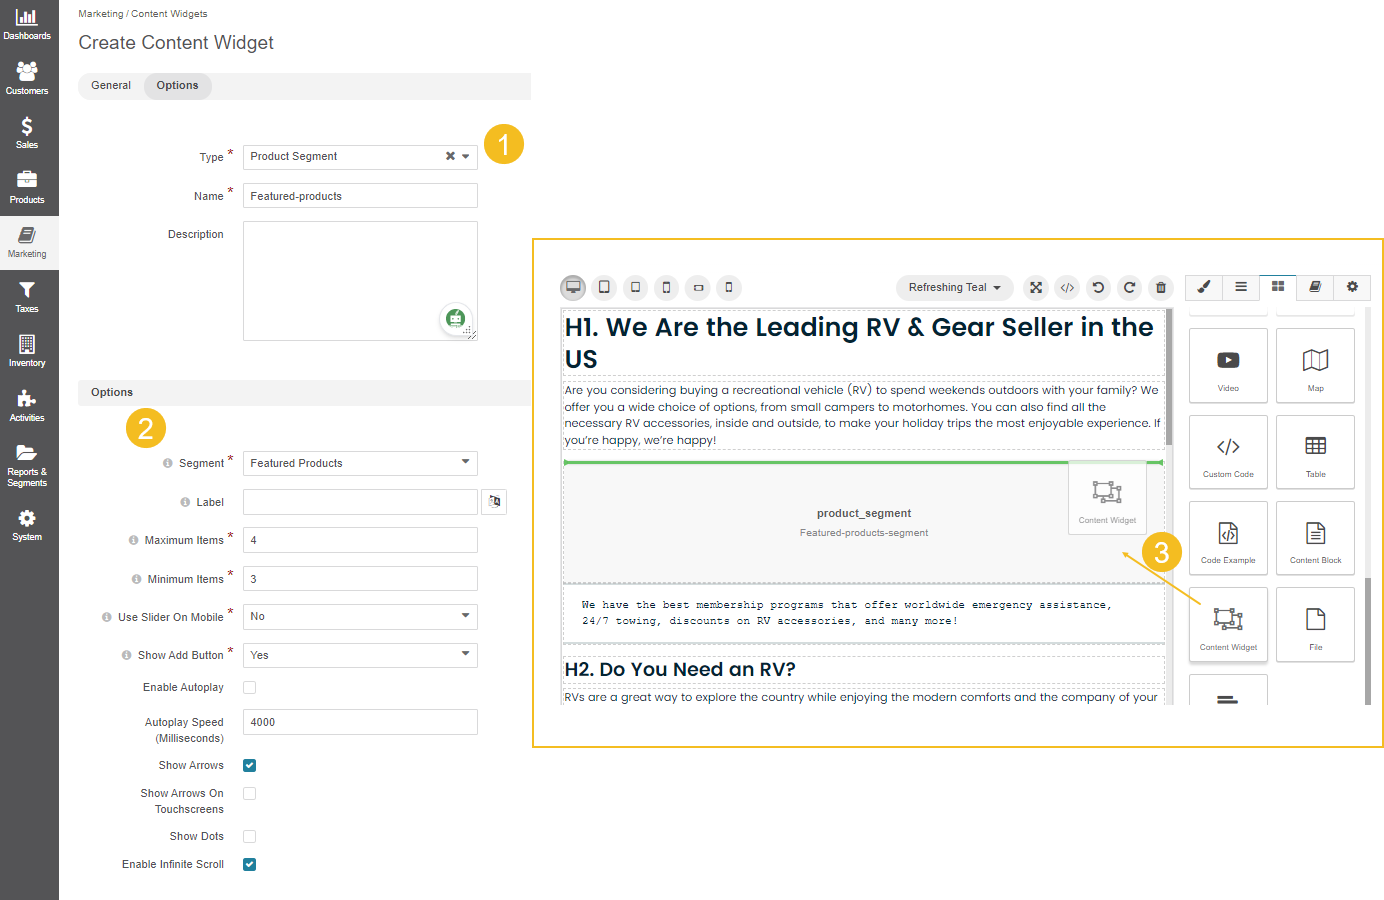 Dashboards
Customers
Sales
Products
Marketing
Taxes
Inventory
Activities
Reports &
Segments
System
Marketing / Content Widgets
Create Content Widget
General Options
Type * Product Segment
1
Name * Featured-products
Description
Options
2
Segment * Featured Products
Label
Maximum Items * 4
Minimum Items * 3
Use Slider On Mobile * No
Show Add Button * Yes
Enable Autoplay
Autoplay Speed
(Milliseconds)
4000
Show Arrows
Show Arrows On
Touchscreens
Show Dots
Enable Infinite Scroll
Refreshing Teal
H1. We Are the Leading RV & Gear Seller in the
US
Are you considering buying a recreational vehicle (RV) to spend weekends outdoors with your family? We
offer you a wide choice of options, from small campers to motorhomes. You can also find all the
necessary RV accessories, inside and outside, to make your holiday trips the most enjoyable experience. If
you’re happy, we’re happy!
product_segment
Featured-products-segment
Content Widget
3
We have the best membership programs that offer worldwide emergency assistance,
24/7 towing, discounts on RV accessories, and many more!
H2. Do You Need an RV?
RVs are a great way to explore the country while enjoying the modern comforts and the company of your
Video
Map
Custom Code
Table
Code Example
Content Block
Content Widget
File